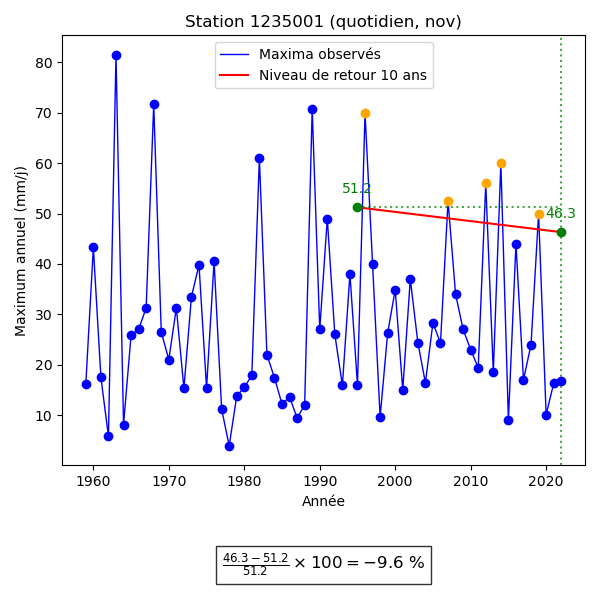 Station 1235001 (quotidien, nov)
Maxima observés
Niveau de retour 10 ans
Maximum annuel (mm/j)
80
70
60
50
40
30
20
10
51.2
46.3
1960 1970 1980 1990 2000 2010 2020
Année
\frac{46.3 − 51.2}{51.2} × 100 = −9.6 %